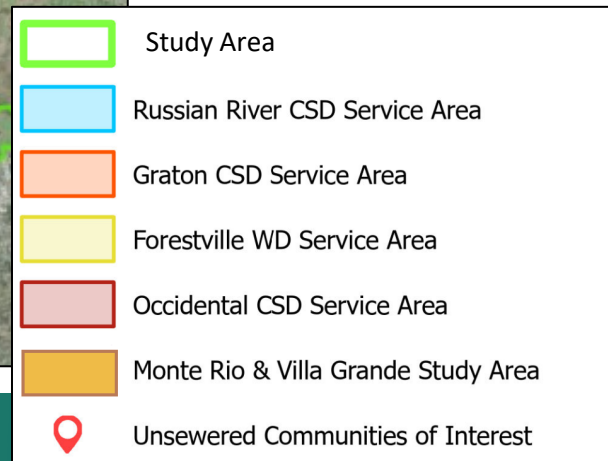 Study Area
Russian River CSD Service Area
Graton CSD Service Area
Forestville WD Service Area
Occidental CSD Service Area
Monte Rio & Villa Grande Study Area
Unsewered Communities of Interest